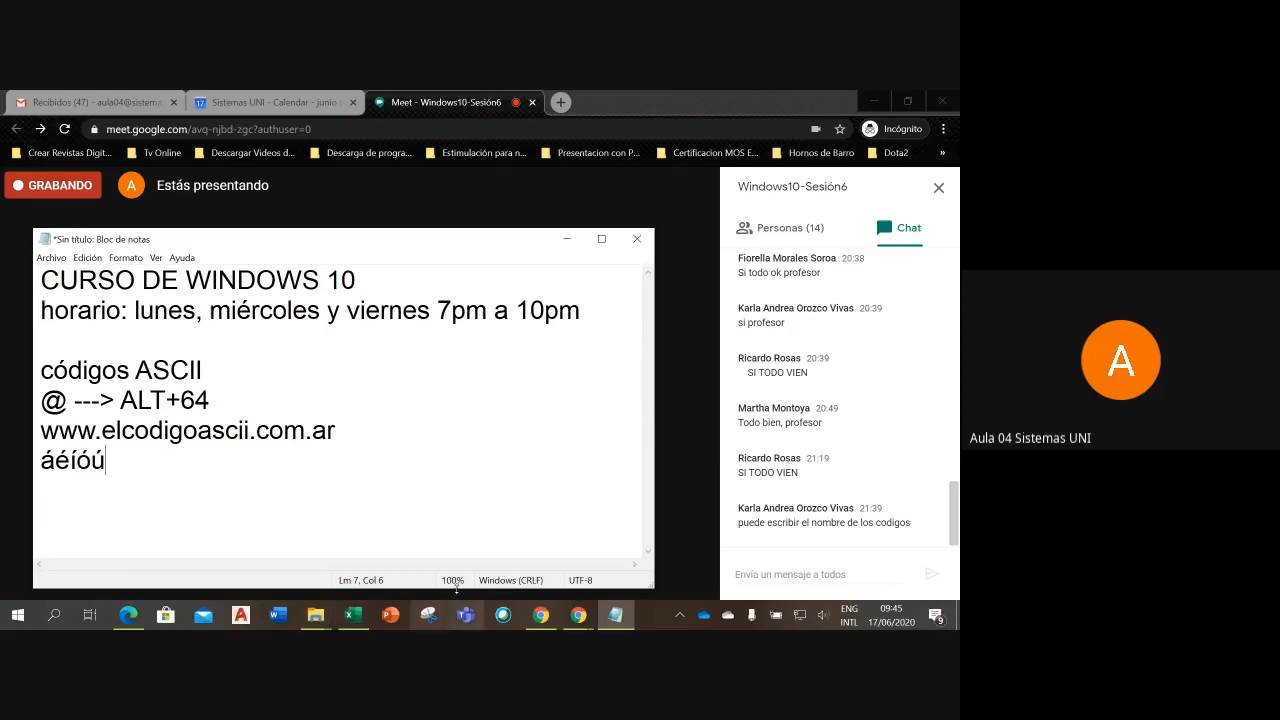 Recibidos (47) - aula04@sistema
Sistemas UNI - Calendar - junio
Meet - Windows10-Sesión6
meet.google.com/avq-njbd-zgc?authuser=0
Incógnito
Crear Revistas Digit...
Tv Online
Descargar Videos d...
Descarga de progra...
Estimulación para n...
Presentacion con P...
Certificacion MOS E...
Hornos de Barro
Dota2
»
GRABANDO
A
Estás presentando
Windows10-Sesión6
Personas (14)
Chat
*Sin título: Bloc de notas
Archivo Edición Formato Ver Ayuda
CURSO DE WINDOWS 10
horario: lunes, miércoles y viernes 7pm a 10pm
códigos ASCII
@ ---> ALT+64
www.elcodigoascii.com.ar
áéíóú
Lm 7, Col 6
100%
Windows (CRLF)
UTF-8
Fiorella Morales Soroa 20:38
Si todo ok profesor
Karla Andrea Orozco Vivas 20:39
si profesor
Ricardo Rosas 20:39
SI TODO VIEN
Martha Montoya 20:49
Todo bien, profesor
Ricardo Rosas 21:19
SI TODO VIEN
Karla Andrea Orozco Vivas 21:39
puede escribir el nombre de los codigos
Envía un mensaje a todos
A
Aula 04 Sistemas UNI
ENG
INTL
09:45
17/06/2020
9